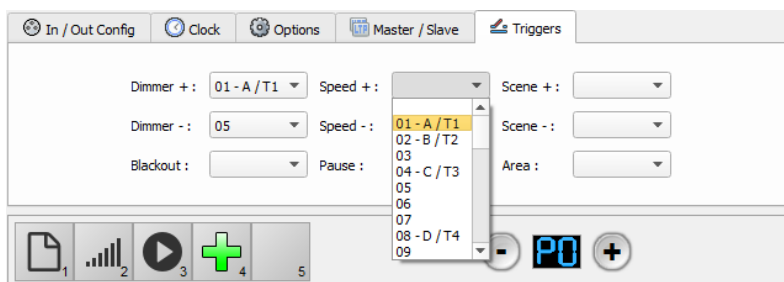 In / Out Config Clock Options LTP Master / Slave Triggers
Dimmer + : 01 - A / T1 Speed + : Scene + :
Dimmer - : 05 Speed - : Scene - :
Blackout : Pause : Area :
01 - A / T1
02 - B / T2
03
04 - C / T3
05
06
07
08 - D / T4
09
1 2 3 4 5 - P0 +